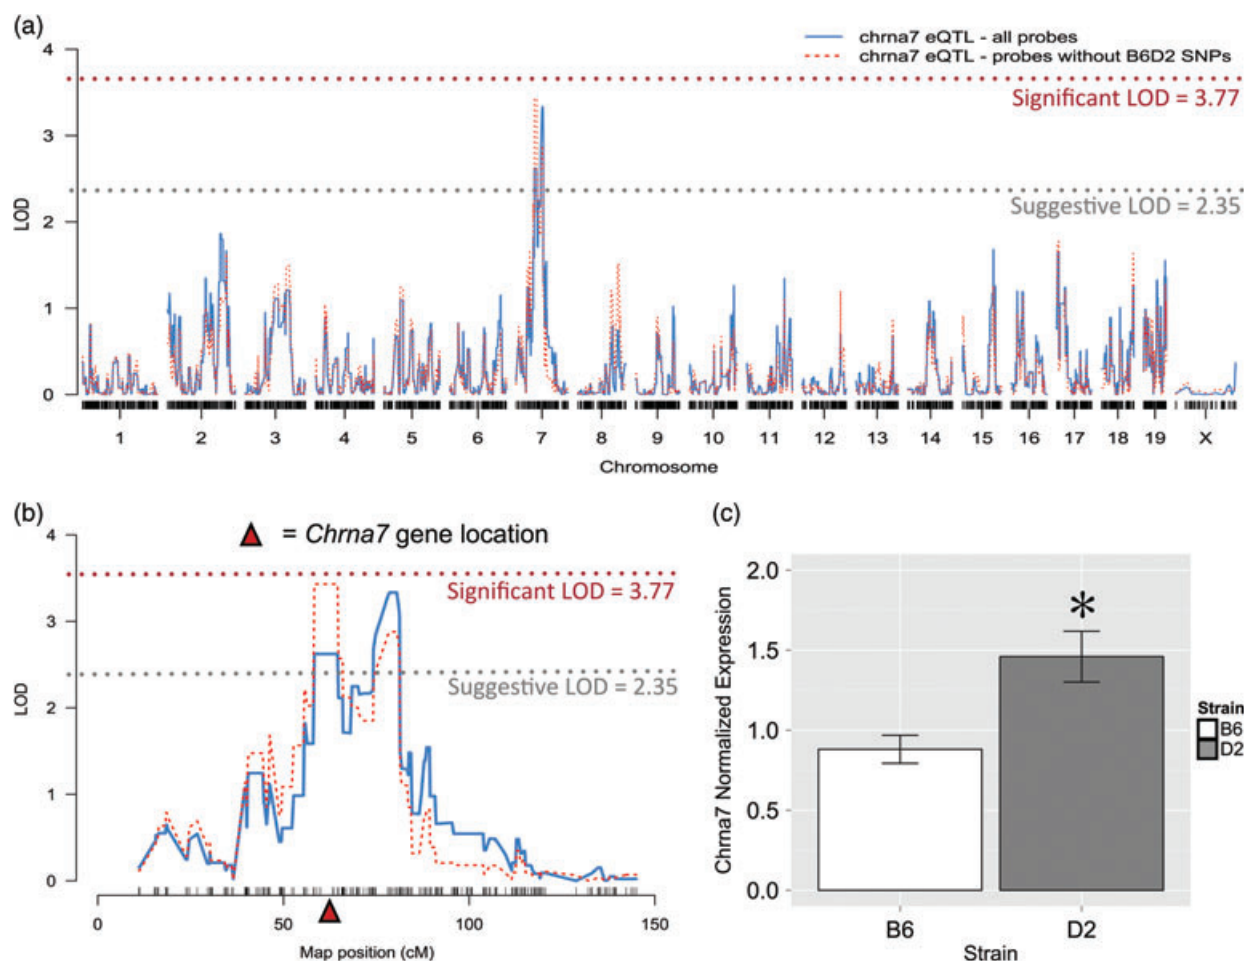 (a)
chrna7 eQTL - all probes
chrna7 eQTL - probes without B6D2 SNPs
Significant LOD = 3.77
Suggestive LOD = 2.35
4
3
2
1
0
LOD
1 2 3 4 5 6 7 8 9 10 11 12 13 14 15 16 17 18 19 X
Chromosome
(b)
= Chrna7 gene location
Significant LOD = 3.77
Suggestive LOD = 2.35
4
3
2
1
0
LOD
0 50 100 150
Map position (cM)
(c)
2.0
1.5
1.0
0.5
0.0
Chrna7 Normalized Expression
*
B6 D2
Strain
Strain
B6
D2